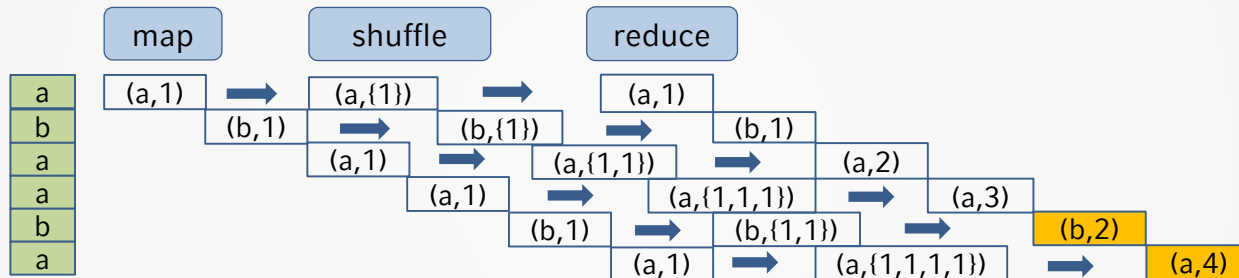 map shuffle reduce
a (a,1) (a,{1}) (a,1)
b (b,1) (b,{1}) (b,1)
a (a,1) (a,{1,1}) (a,2)
a (a,1) (a,{1,1,1}) (a,3)
b (b,1) (b,{1,1}) (b,2)
a (a,1) (a,{1,1,1,1}) (a,4)